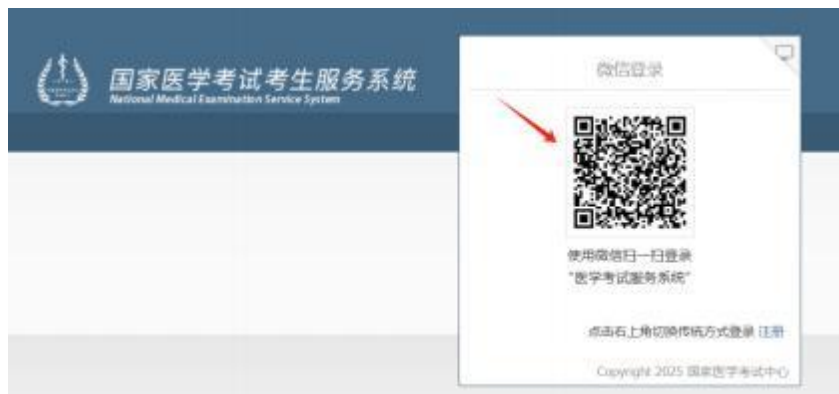 国家医学考试考生服务系统
National Medical Examination Service System
微信登录
使用微信扫一扫登录
“医学考试服务系统”
点击右上角切换传统方式登录 注册
Copyright 2025 国家医学考试中心